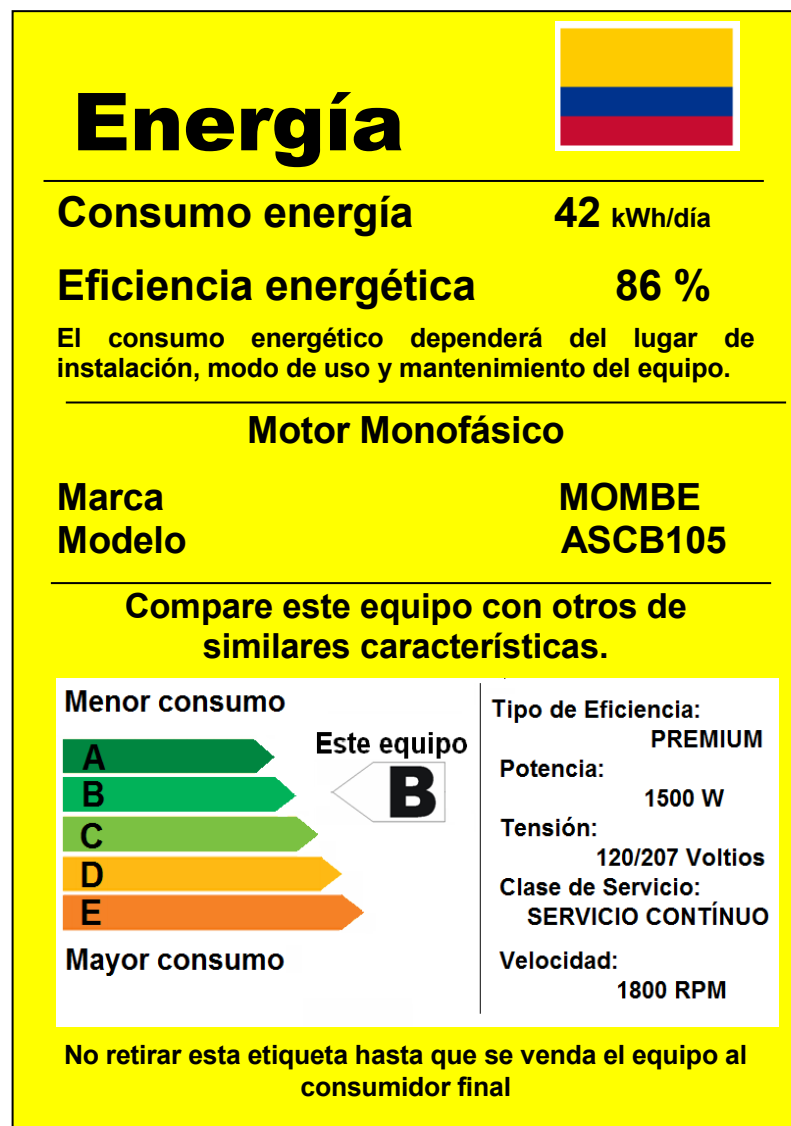 Energía
Consumo energía 42 kWh/día
Eficiencia energética 86 %
El consumo energético dependerá del lugar de
instalación, modo de uso y mantenimiento del equipo.
Motor Monofásico
Marca MOMBE
Modelo ASCB105
Compare este equipo con otros de
similares características.
Menor consumo
Este equipo
A
B
B
C
D
E
Mayor consumo
Tipo de Eficiencia:
PREMIUM
Potencia:
1500 W
Tensión:
120/207 Voltios
Clase de Servicio:
SERVICIO CONTÍNUO
Velocidad:
1800 RPM
No retirar esta etiqueta hasta que se venda el equipo al
consumidor final